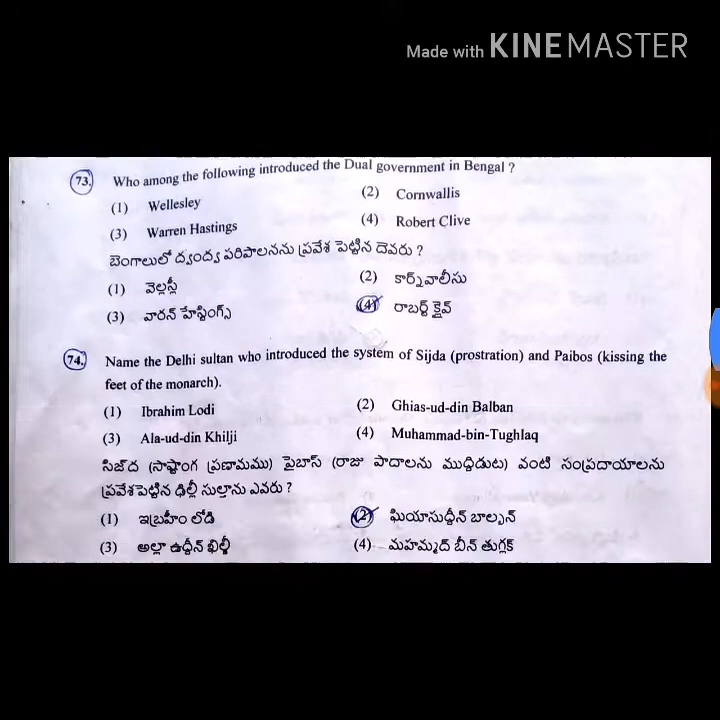 Made with KINEMASTER
73. Who among the following introduced the Dual government in Bengal ?
(1) Wellesley (2) Cornwallis
(3) Warren Hastings (4) Robert Clive
బెంగాలులో ద్వంద్వ పరిపాలనను ప్రవేశ పెట్టిన దెవరు ?
(1) వెల్లస్లీ (2) కార్న్‌వాలీసు
(3) వారన్ హేస్టింగ్స్ (4) రాబర్ట్ క్లైవ్
74. Name the Delhi sultan who introduced the system of Sijda (prostration) and Paibos (kissing the
feet of the monarch).
(1) Ibrahim Lodi (2) Ghias-ud-din Balban
(3) Ala-ud-din Khilji (4) Muhammad-bin-Tughlaq
సిజ్‌ద (సాష్టాంగ ప్రణామము) పైబాస్ (రాజు పాదాలను ముద్దిడుట) వంటి సంప్రదాయాలను
ప్రవేశపెట్టిన ఢిల్లీ సుల్తాను ఎవరు ?
(1) ఇబ్రహీం లోడి (2) ఘియాసుద్దీన్ బాల్బన్
(3) అల్లా ఉద్దీన్ ఖిల్జీ (4) మహమ్మద్ బీన్ తుగ్లక్